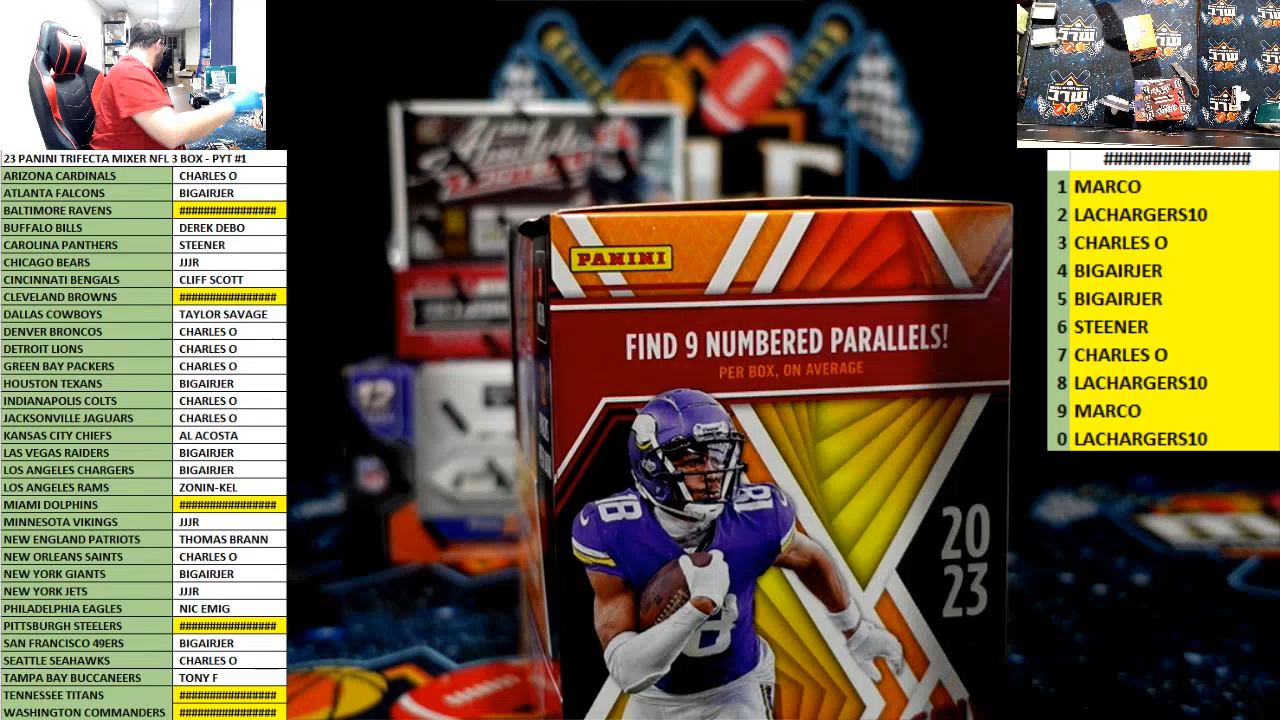 23 PANINI TRIFECTA MIXER NFL 3 BOX - PYT #1
ARIZONA CARDINALS CHARLES O
ATLANTA FALCONS BIGAIRJER
BALTIMORE RAVENS ################
BUFFALO BILLS DEREK DEBO
CAROLINA PANTHERS STEENER
CHICAGO BEARS JJJR
CINCINNATI BENGALS CLIFF SCOTT
CLEVELAND BROWNS ################
DALLAS COWBOYS TAYLOR SAVAGE
DENVER BRONCOS CHARLES O
DETROIT LIONS CHARLES O
GREEN BAY PACKERS CHARLES O
HOUSTON TEXANS BIGAIRJER
INDIANAPOLIS COLTS CHARLES O
JACKSONVILLE JAGUARS CHARLES O
KANSAS CITY CHIEFS AL ACOSTA
LAS VEGAS RAIDERS BIGAIRJER
LOS ANGELES CHARGERS BIGAIRJER
LOS ANGELES RAMS ZONIN-KEL
MIAMI DOLPHINS ################
MINNESOTA VIKINGS JJJR
NEW ENGLAND PATRIOTS THOMAS BRANN
NEW ORLEANS SAINTS CHARLES O
NEW YORK GIANTS BIGAIRJER
NEW YORK JETS JJJR
PHILADELPHIA EAGLES NIC EMIG
PITTSBURGH STEELERS ################
SAN FRANCISCO 49ERS BIGAIRJER
SEATTLE SEAHAWKS CHARLES O
TAMPA BAY BUCCANEERS TONY F
TENNESSEE TITANS ################
WASHINGTON COMMANDERS ################
Absolute
PANINI
FIND 9 NUMBERED PARALLELS!
PER BOX, ON AVERAGE
12
18
18
8
20
23
###############
1 MARCO
2 LACHARGERS10
3 CHARLES O
4 BIGAIRJER
5 BIGAIRJER
6 STEENER
7 CHARLES O
8 LACHARGERS10
9 MARCO
0 LACHARGERS10